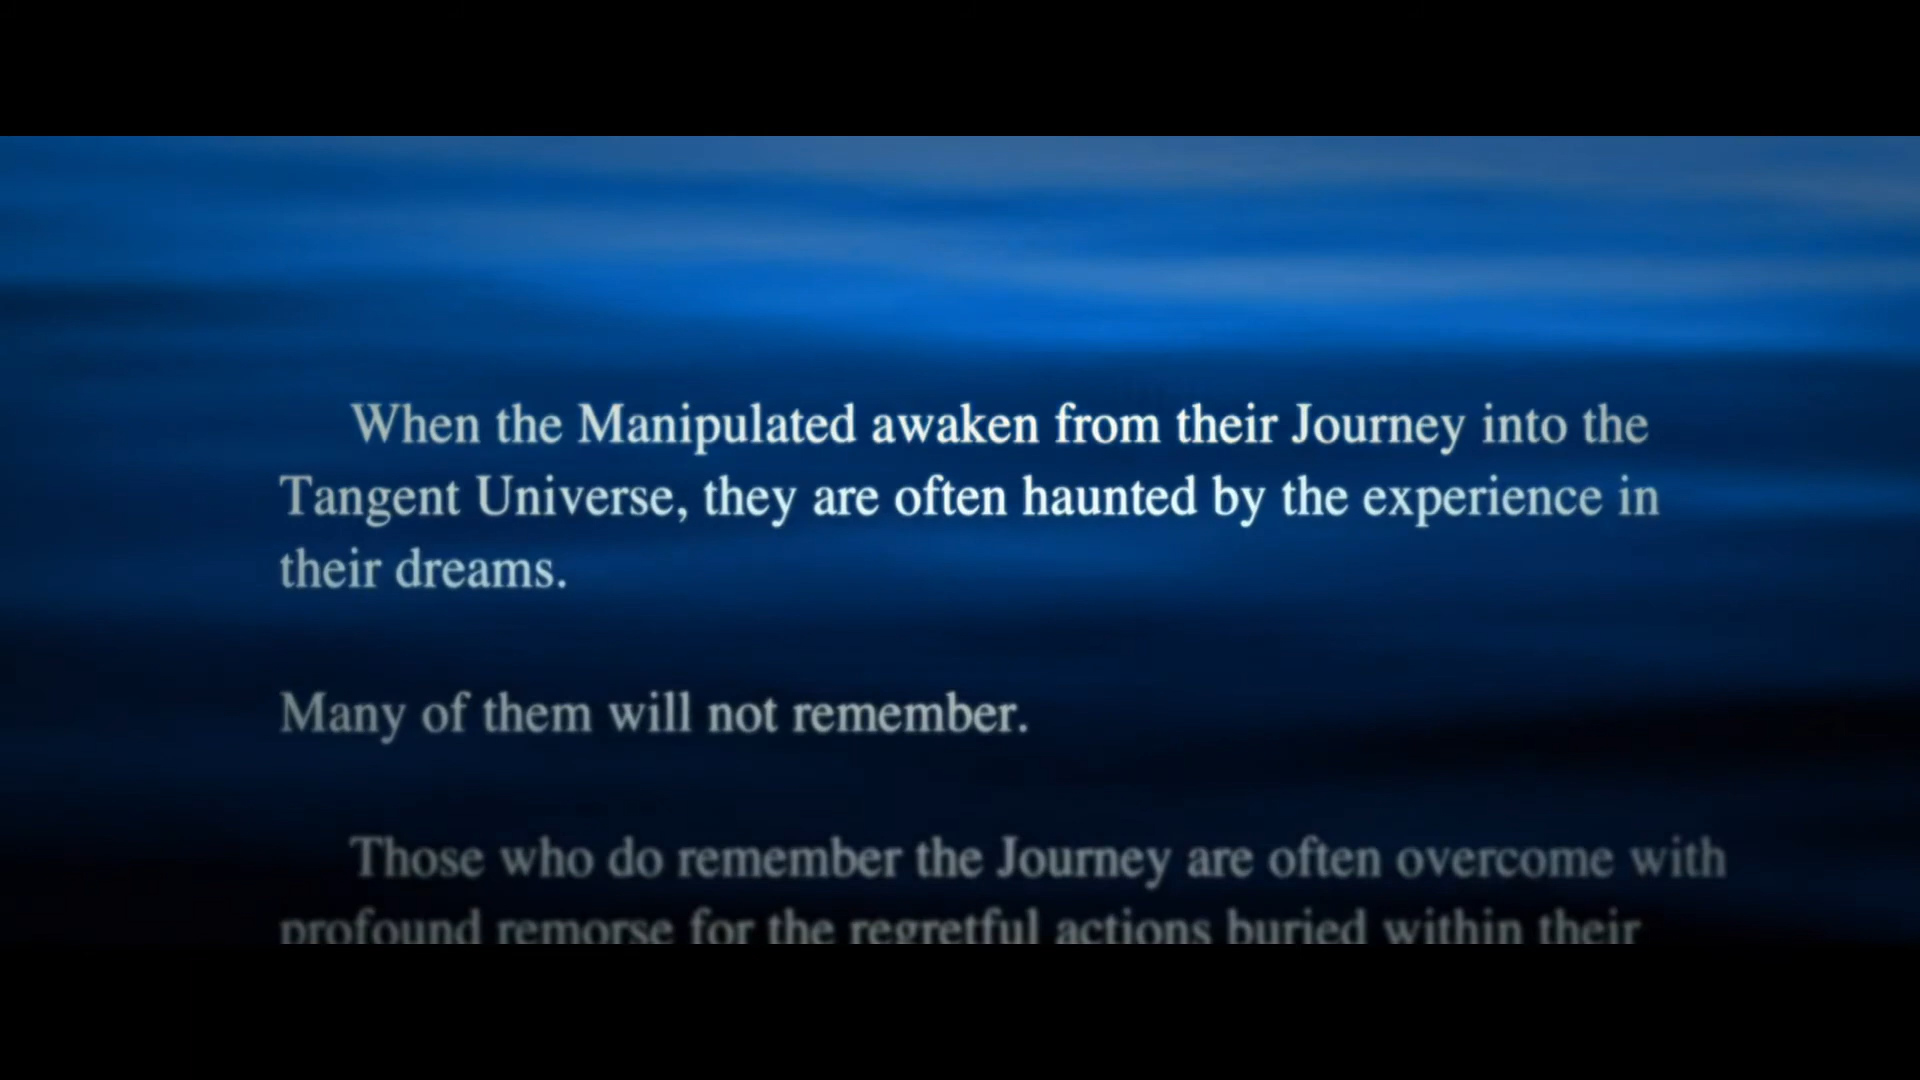 When the Manipulated awaken from their Journey into the
Tangent Universe, they are often haunted by the experience in
their dreams.
Many of them will not remember.
Those who do remember the Journey are often overcome with
profound remorse for the regretful actions buried within their